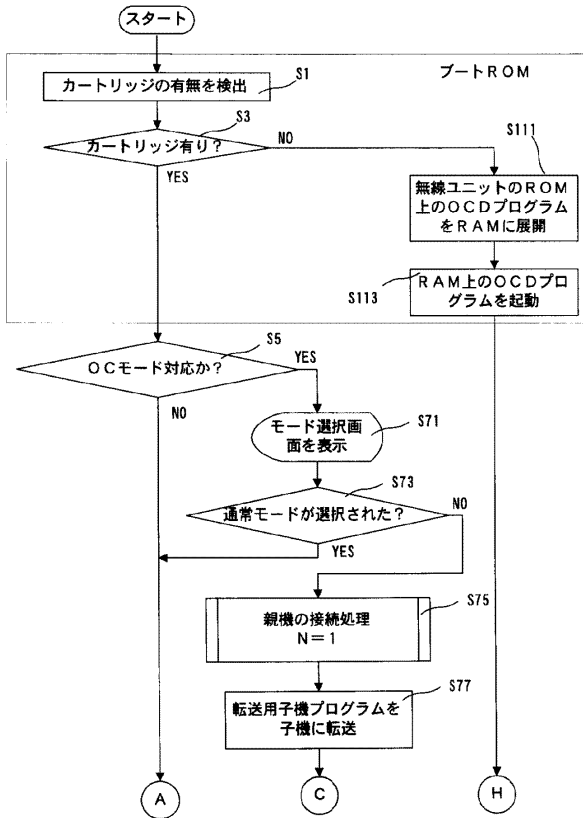 スタート
ブートROM
カートリッジの有無を検出
S1
カートリッジ有り?
S3
NO
YES
S111
無線ユニットのROM
上のOCDプログラム
をRAMに展開
RAM上のOCDプロ
グラムを起動
S113
OCモード対応か?
S5
YES
NO
モード選択画
面を表示
S71
通常モードが選択された?
S73
NO
YES
親機の接続処理
N=1
S75
転送用子機プログラムを
子機に転送
S77
A
C
H